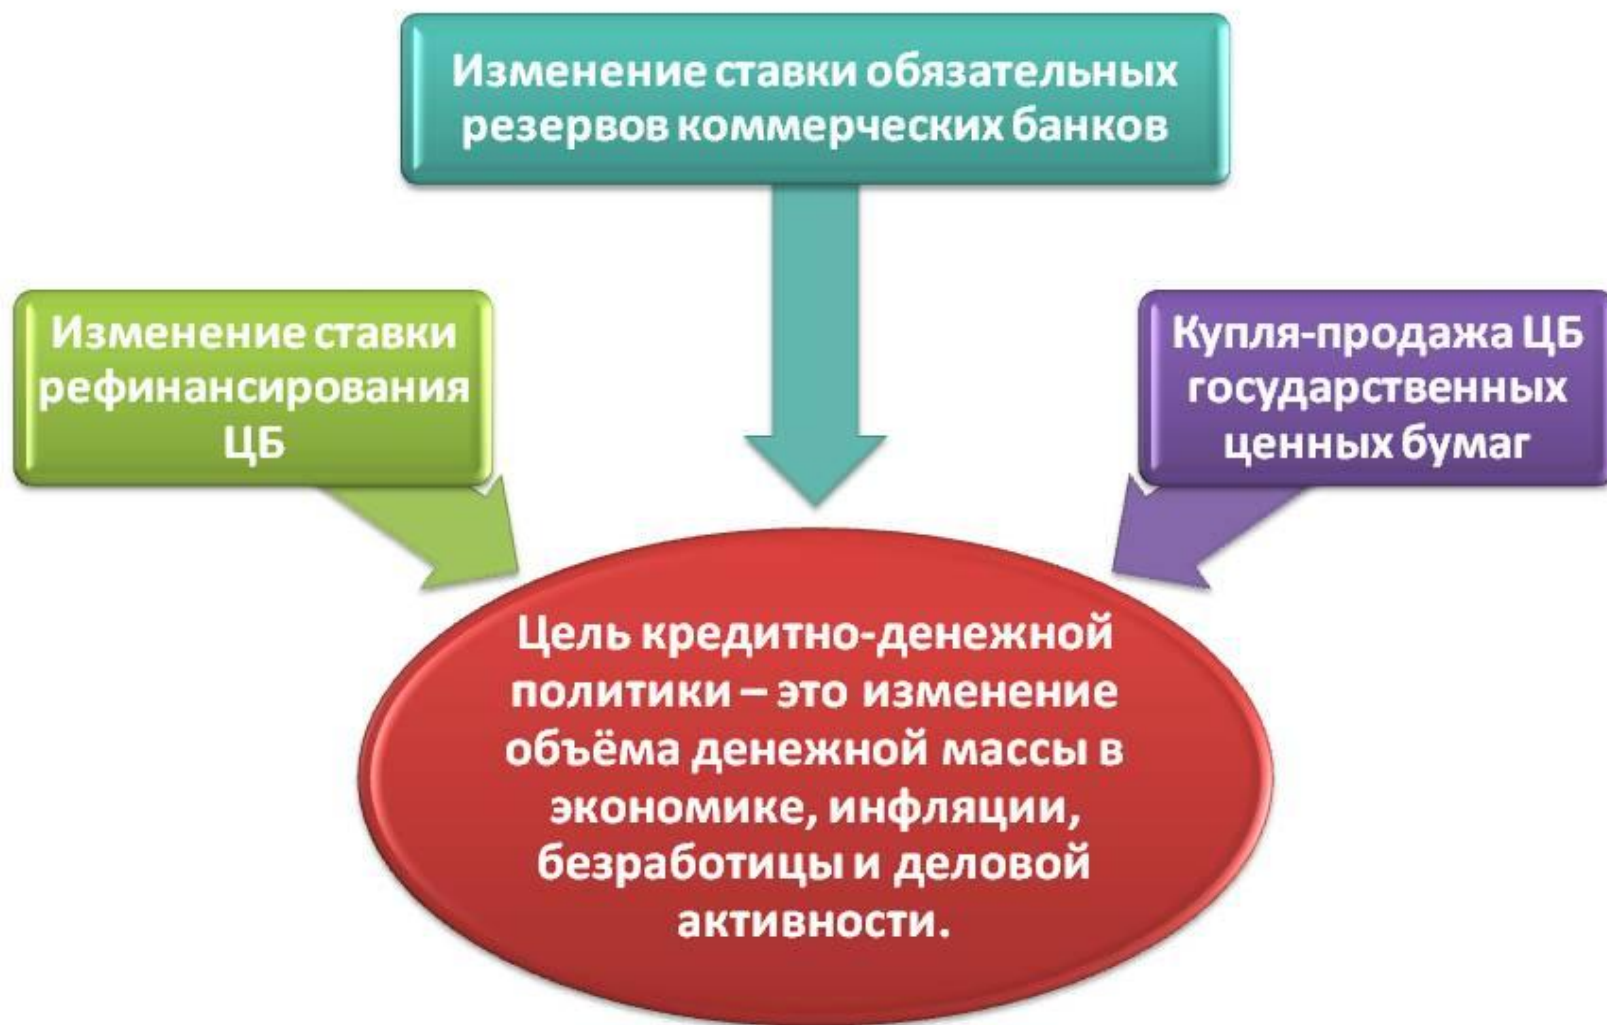 Изменение ставки обязательных
резервов коммерческих банков
Изменение ставки
рефинансирования
ЦБ
Купля-продажа ЦБ
государственных
ценных бумаг
Цель кредитно-денежной
политики – это изменение
объёма денежной массы в
экономике, инфляции,
безработицы и деловой
активности.